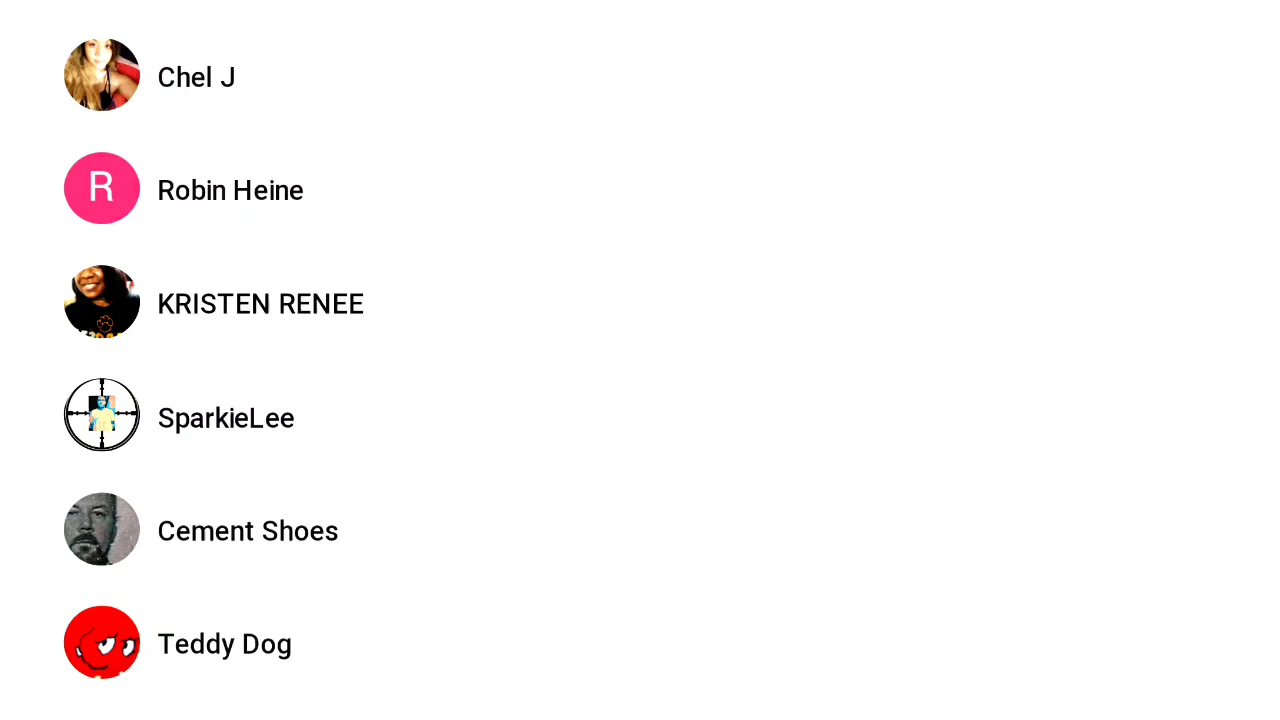 Chel J
R
Robin Heine
KRISTEN RENEE
SparkieLee
Cement Shoes
Teddy Dog